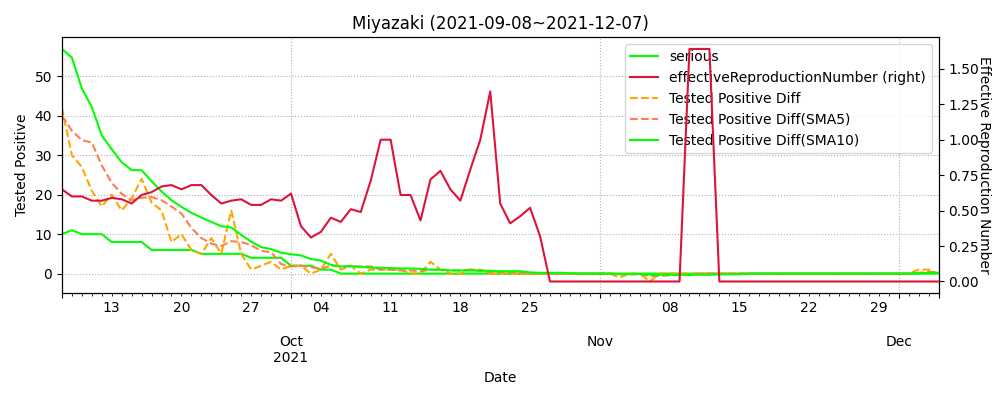 Miyazaki (2021-09-08~2021-12-07)
serious
effectiveReproductionNumber (right)
Tested Positive Diff
Tested Positive Diff(SMA5)
Tested Positive Diff(SMA10)
Tested Positive
50
40
30
20
10
0
1.50
1.25
1.00
0.75
0.50
0.25
0.00
Effective Reproduction Number
13 20 27 04 11 18 25 08 15 22 29
Oct Nov Dec
2021
Date